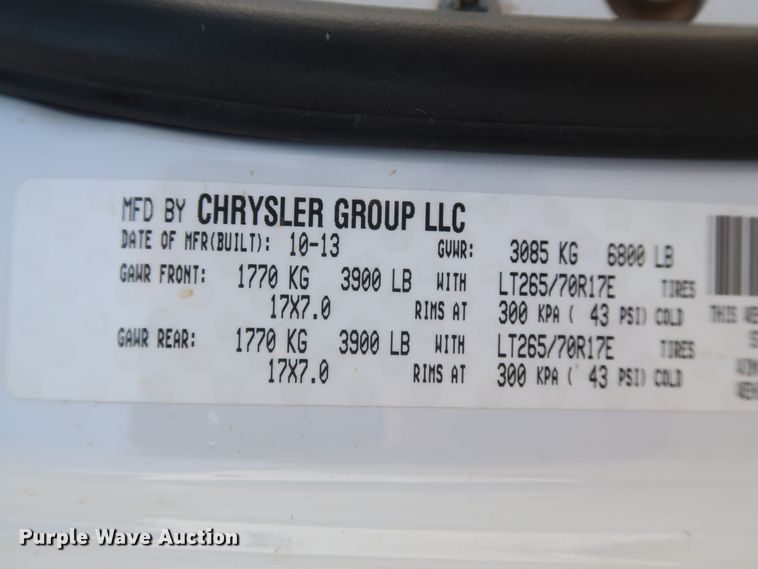 MFD BY CHRYSLER GROUP LLC
DATE OF MFR(BUILT): 10-13 GVWR: 3085 KG 6800 LB
GAWR FRONT: 1770 KG 3900 LB WITH LT265/70R17E TIRES
17X7.0 RIMS AT 300 KPA ( 43 PSI) COLD THIS
GAWR REAR: 1770 KG 3900 LB WITH LT265/70R17E TIRES
17X7.0 RIMS AT 300 KPA ( 43 PSI) COLD
Purple Wave Auction